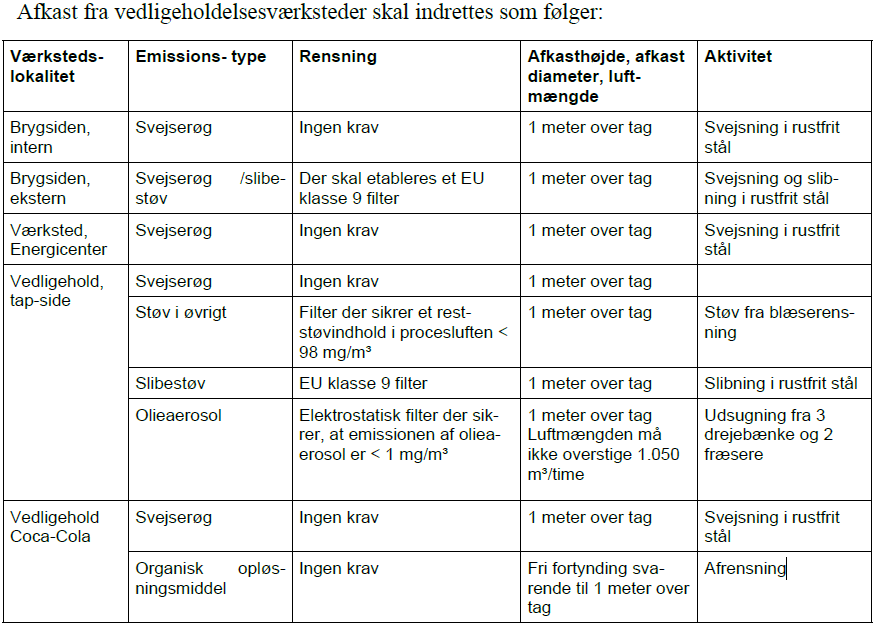 Afkast fra vedligeholdelsesværksteder skal indrettes som følger:
Værksteds-
lokalitet
Emissions- type
Rensning
Afkasthøjde, afkast
diameter, luft-
mængde
Aktivitet
Brygsiden,
intern
Svejserøg
Ingen krav
1 meter over tag
Svejsning i rustfrit
stål
Brygsiden,
ekstern
Svejserøg /slibe-
støv
Der skal etableres et EU
klasse 9 filter
1 meter over tag
Svejsning og slib-
ning i rustfrit stål
Værksted,
Energicenter
Svejserøg
Ingen krav
1 meter over tag
Svejsning i rustfrit
stål
Vedligehold,
tap-side
Svejserøg
Ingen krav
1 meter over tag
Støv i øvrigt
Filter der sikrer et rest-
støvindhold i procesluften <
98 mg/m³
1 meter over tag
Støv fra blæserens-
ning
Slibestøv
EU klasse 9 filter
1 meter over tag
Slibning i rustfrit stål
Olieaerosol
Elektrostatisk filter der sik-
rer, at emissionen af oliea-
erosol er < 1 mg/m³
1 meter over tag
Luftmængden må
ikke overstige 1.050
m³/time
Udsugning fra 3
drejebænke og 2
fræsere
Vedligehold
Coca-Cola
Svejserøg
Ingen krav
1 meter over tag
Svejsning i rustfrit
stål
Organisk opløs-
ningsmiddel
Ingen krav
Fri fortynding sva-
rende til 1 meter over
tag
Afrensning